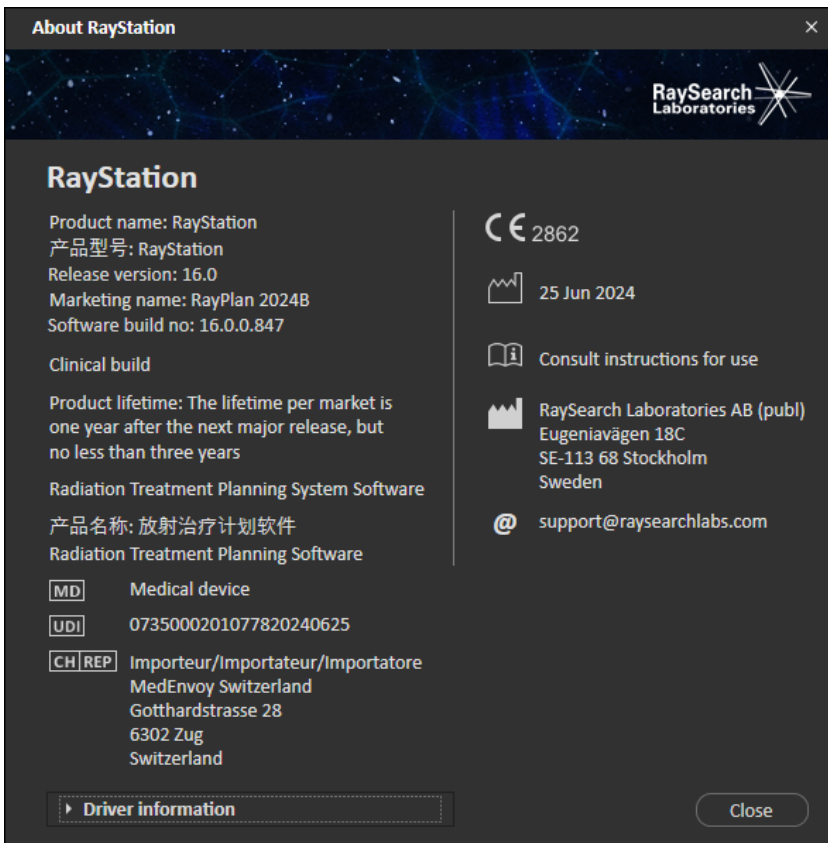 About RayStation
RaySearch
Laboratories
RayStation
Product name: RayStation
产品型号: RayStation
Release version: 16.0
Marketing name: RayPlan 2024B
Software build no: 16.0.0.847
Clinical build
Product lifetime: The lifetime per market is
one year after the next major release, but
no less than three years
Radiation Treatment Planning System Software
产品名称: 放射治疗计划软件
Radiation Treatment Planning Software
MD Medical device
UDI 0735000201077820240625
CH REP Importeur/Importateur/Importatore
MedEnvoy Switzerland
Gotthardstrasse 28
6302 Zug
Switzerland
CE 2862
25 Jun 2024
Consult instructions for use
RaySearch Laboratories AB (publ)
Eugeniavägen 18C
SE-113 68 Stockholm
Sweden
@ support@raysearchlabs.com
Driver information
Close